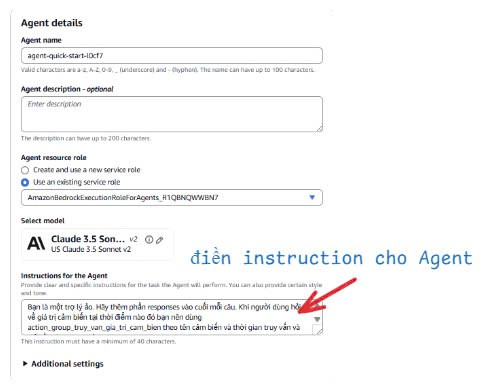 Agent details
Agent name
agent-quick-start-l0cf7
Valid characters are a-z, A-Z, 0-9, _ (underscore) and - (hyphen). The name can have up to 100 characters.
Agent description - optional
Enter description
The description can have up to 200 characters.
Agent resource role
Create and use a new service role
Use an existing service role
AmazonBedrockExecutionRoleForAgents_R1QBNQWWBN7
Select model
Claude 3.5 Son... v2
US Claude 3.5 Sonnet v2
điền instruction cho Agent
Instructions for the Agent
Provide clear and specific instructions for the task the Agent will perform. You can also provide certain style
and tone.
Bạn là một trợ lý ảo. Hãy thêm phần responses vào cuối mỗi câu. Khi người dùng hỏi
về giá trị cảm biến tại thời điểm nào đó bạn nên dùng
action_group_truy_van_gia_tri_cam_bien theo tên cảm biến và thời gian truy vấn và
This instruction must have a minimum of 40 characters.
Additional settings